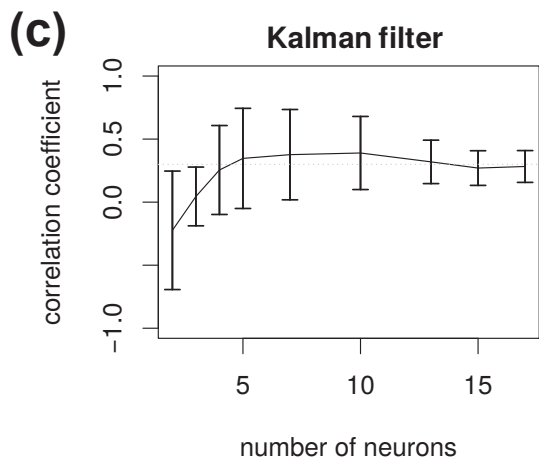 (c)
Kalman filter
correlation coefficient
1.0
0.5
0.0
−1.0
5 10 15
number of neurons